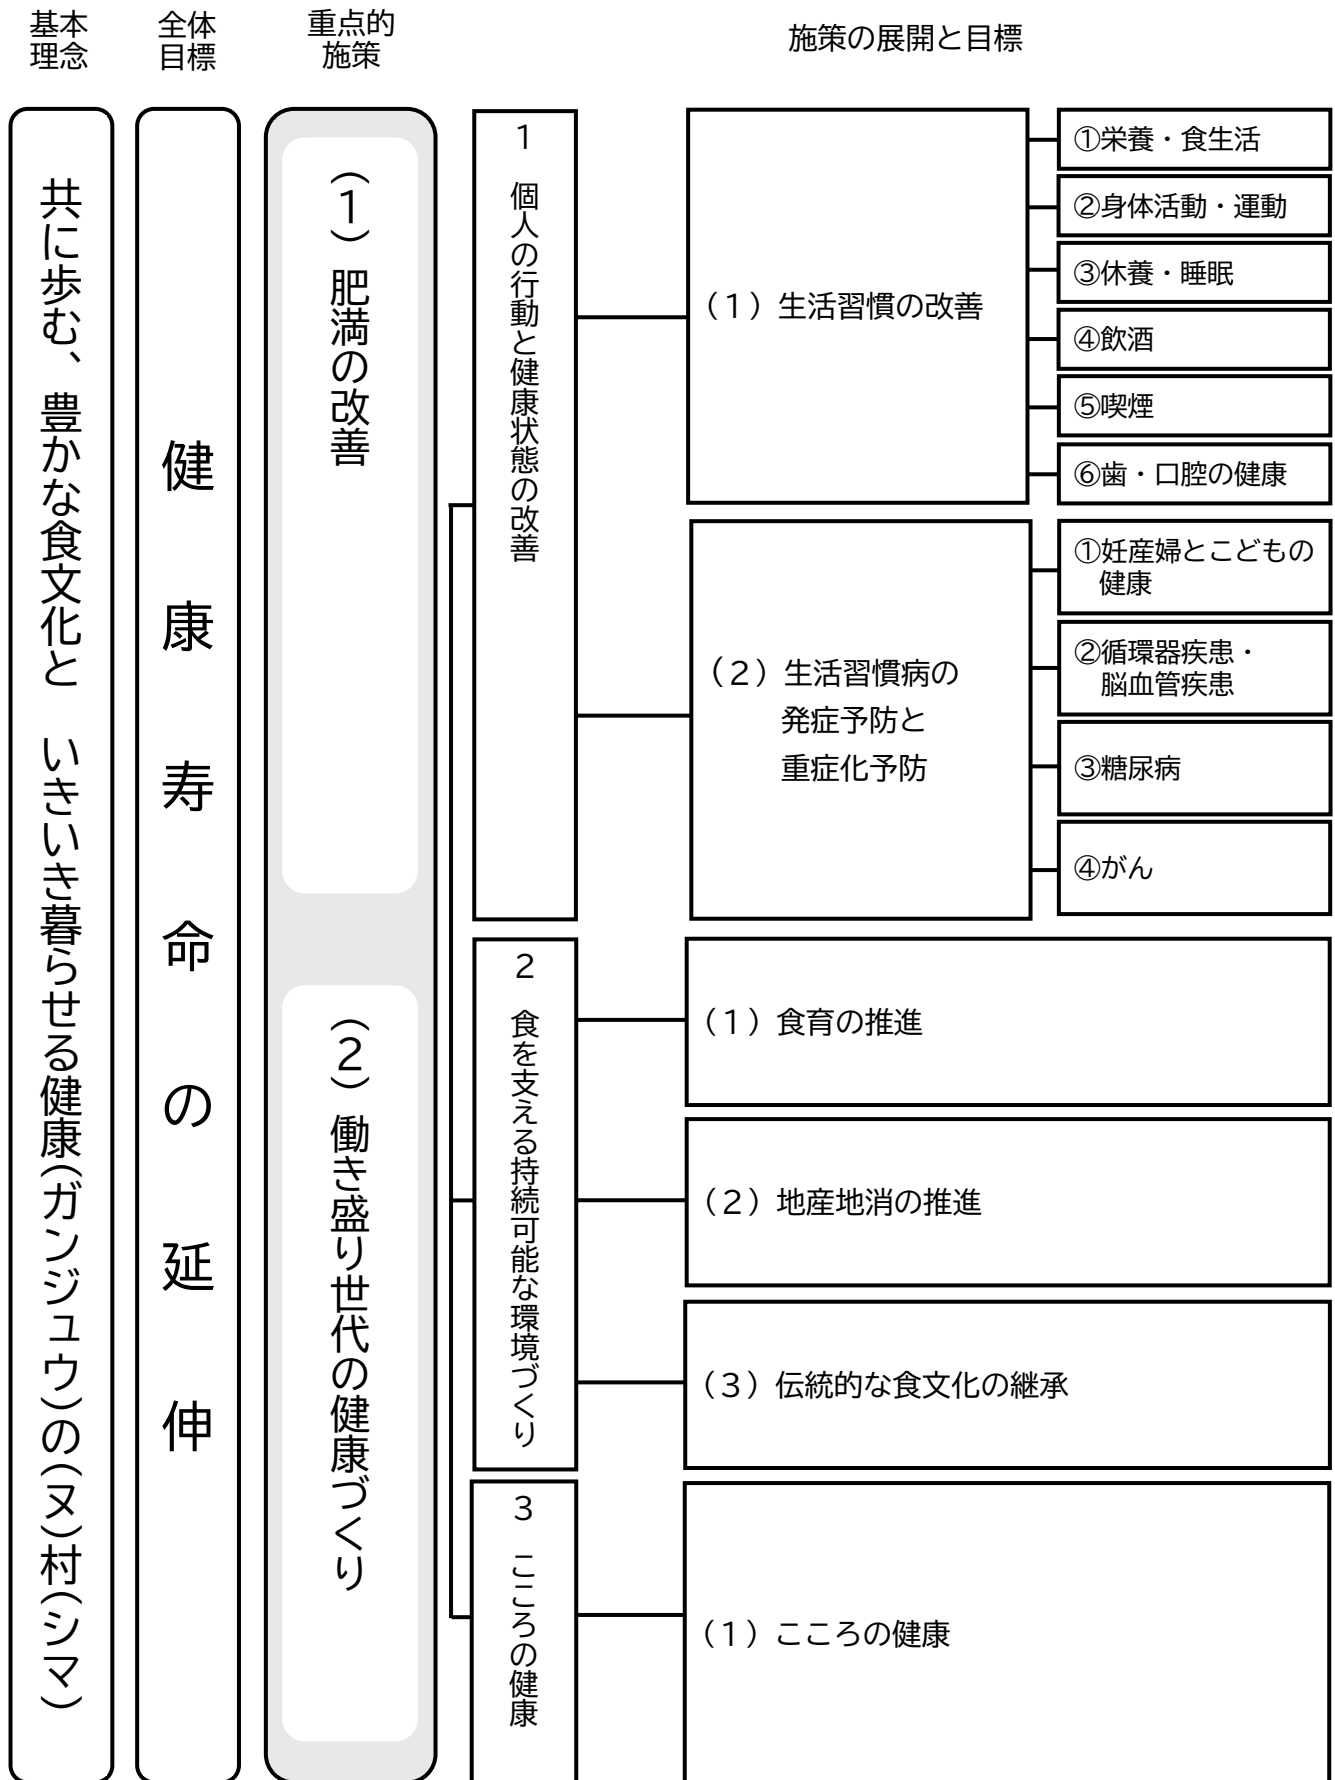 基本
理念
全体
目標
重点的
施策
施策の展開と目標
共に歩む、豊かな食文化と　いきいき暮らせる健康(ガンジュウ)の(ヌ)村(シマ)
健康寿命の延伸
（1）肥満の改善
（2）働き盛り世代の健康づくり
1　個人の行動と健康状態の改善
（1）生活習慣の改善
①栄養・食生活
②身体活動・運動
③休養・睡眠
④飲酒
⑤喫煙
⑥歯・口腔の健康
（2）生活習慣病の
発症予防と
重症化予防
①妊産婦とこどもの
健康
②循環器疾患・
脳血管疾患
③糖尿病
④がん
2　食を支える持続可能な環境づくり
（1）食育の推進
（2）地産地消の推進
（3）伝統的な食文化の継承
3　こころの健康
（1）こころの健康